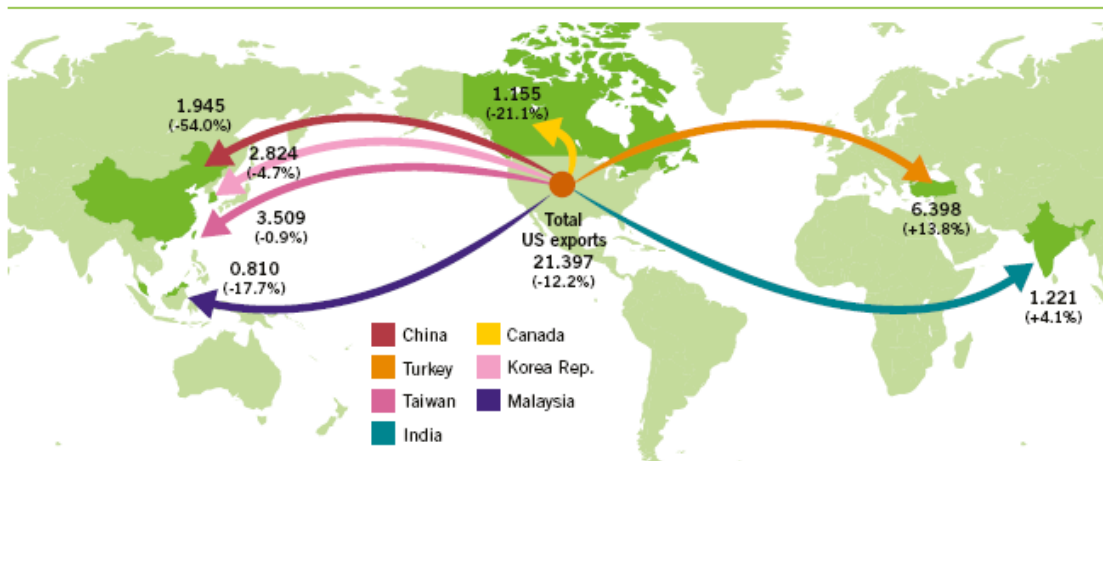 1.155
(-21.1%)
1.945
(-54.0%)
2.824
(-4.7%)
3.509
(-0.9%)
Total
US exports
21.397
(-12.2%)
6.398
(+13.8%)
0.810
(-17.7%)
1.221
(+4.1%)
China
Canada
Turkey
Korea Rep.
Taiwan
Malaysia
India